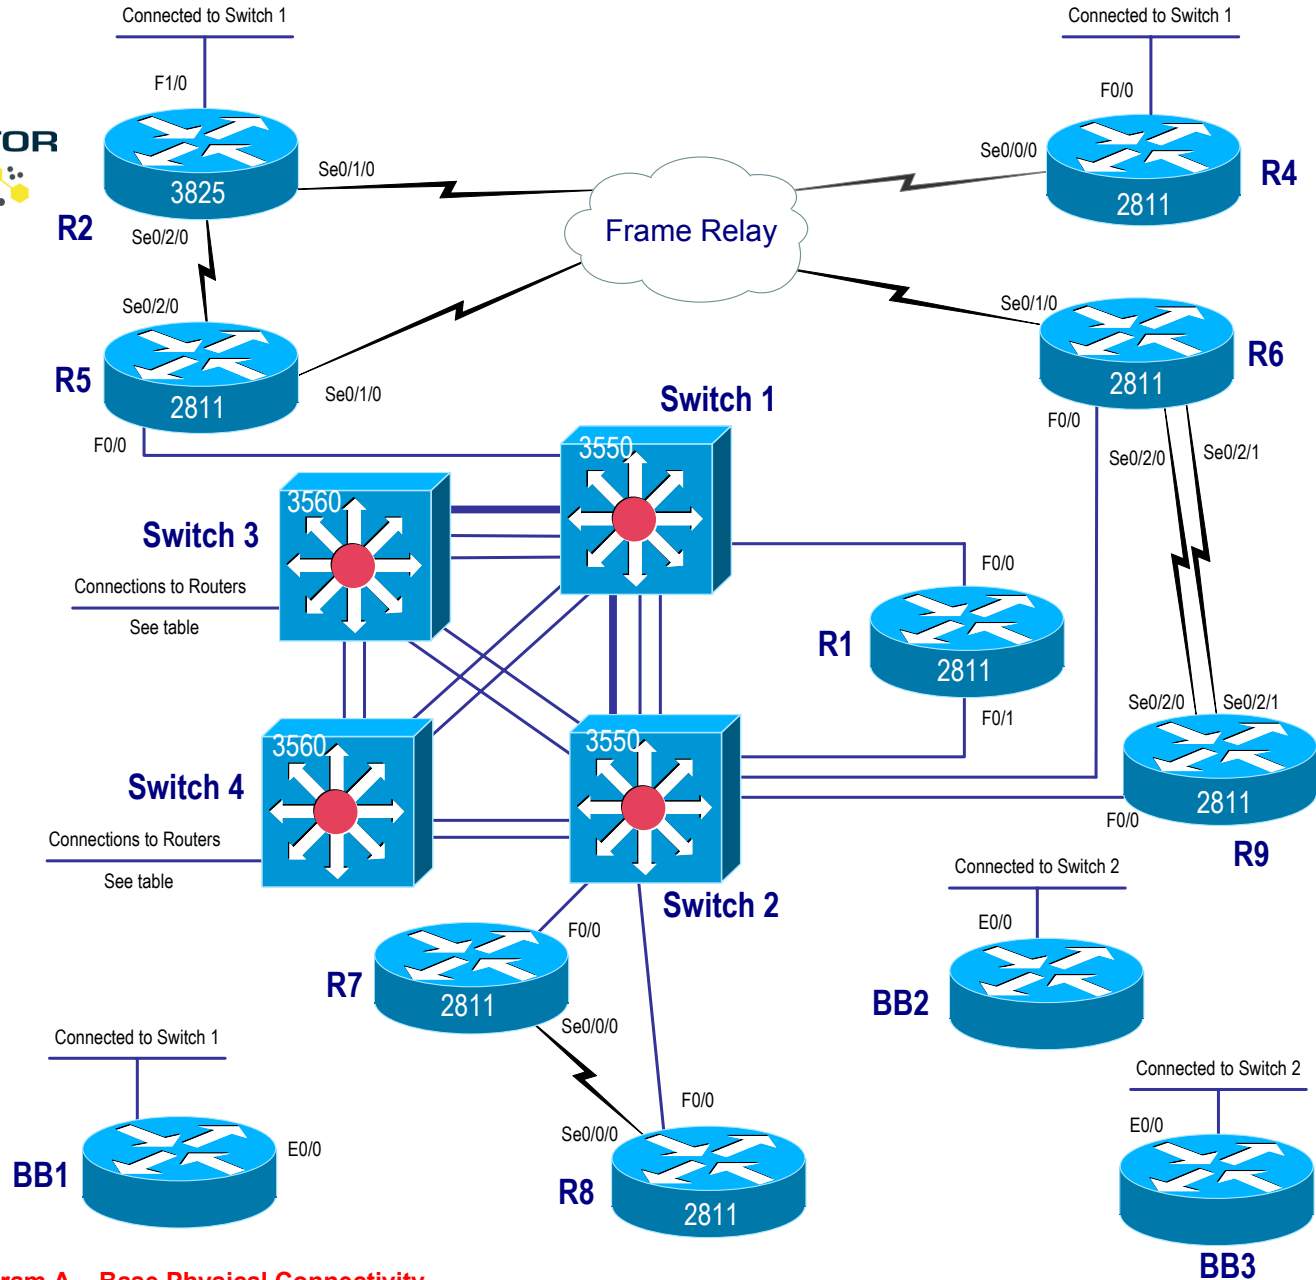 Connected to Switch 1
Connected to Switch 1
F1/0
F0/0
TOR
Se0/1/0
Se0/0/0
3825
R4
2811
R2
Frame Relay
Se0/2/0
Se0/2/0
Se0/1/0
R6
R5
2811
Se0/1/0
2811
Switch 1
F0/0
F0/0
3550
Se0/2/0
Se0/2/1
3560
Switch 3
F0/0
Connections to Routers
See table
R1
2811
Se0/2/0
Se0/2/1
F0/1
3560
3550
Switch 4
2811
F0/0
Connections to Routers
R9
See table
Connected to Switch 2
Switch 2
F0/0
E0/0
R7
2811
BB2
Se0/0/0
Connected to Switch 1
Connected to Switch 2
F0/0
E0/0
Se0/0/0
E0/0
BB1
R8
2811
BB3
ram A Base Physical Connectivity